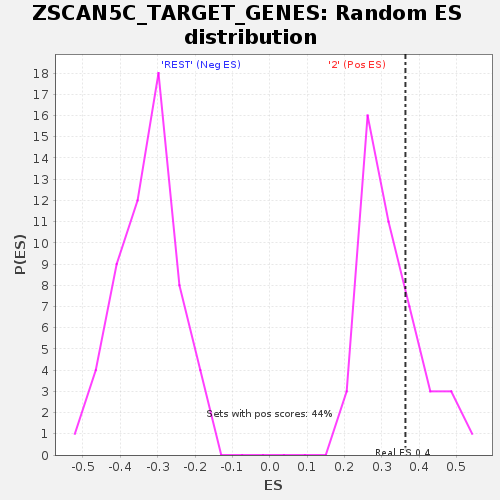 ZSCAN5C_TARGET_GENES: Random ES
distribution
'REST' (Neg ES)
'2' (Pos ES)
18
17
16
15
14
13
12
11
10
9
8
7
6
5
4
3
2
1
0
P(ES)
Sets with pos scores: 44%
Real ES 0.4
-0.5 -0.4 -0.3 -0.2 -0.1 0.0 0.1 0.2 0.3 0.4 0.5
ES